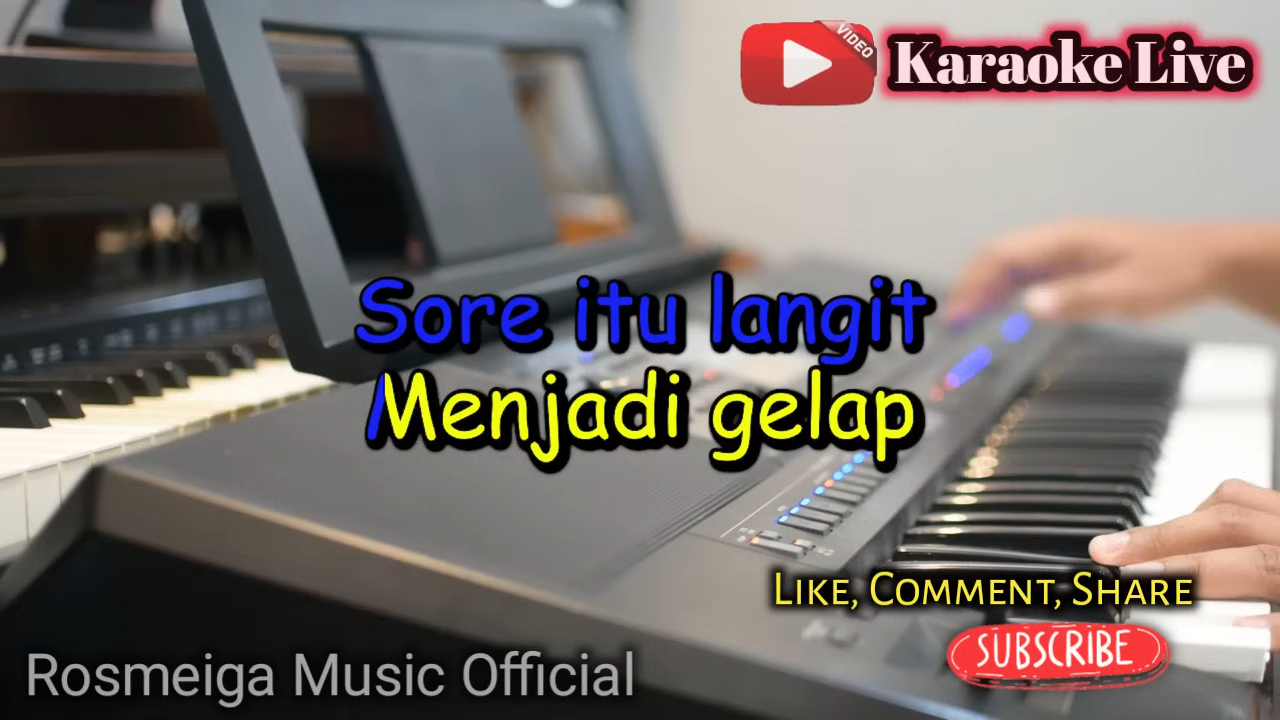 VIDEO
Karaoke Live
Sore itu langit
Menjadi gelap
Like, Comment, Share
SUBSCRIBE
Rosmeiga Music Official